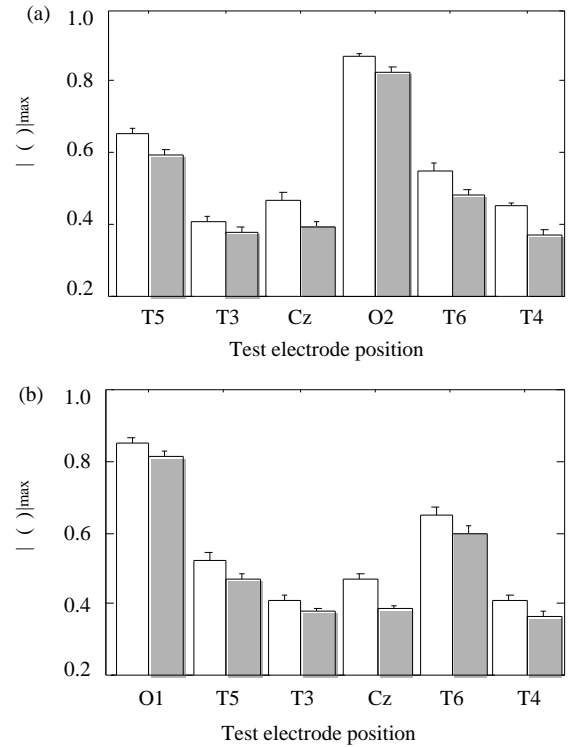 (a)
1.0
0.8
0.6
0.4
0.2
| ( )|max
T5 T3 Cz O2 T6 T4
Test electrode position
(b)
1.0
0.8
0.6
0.4
0.2
| ( )|max
O1 T5 T3 Cz T6 T4
Test electrode position